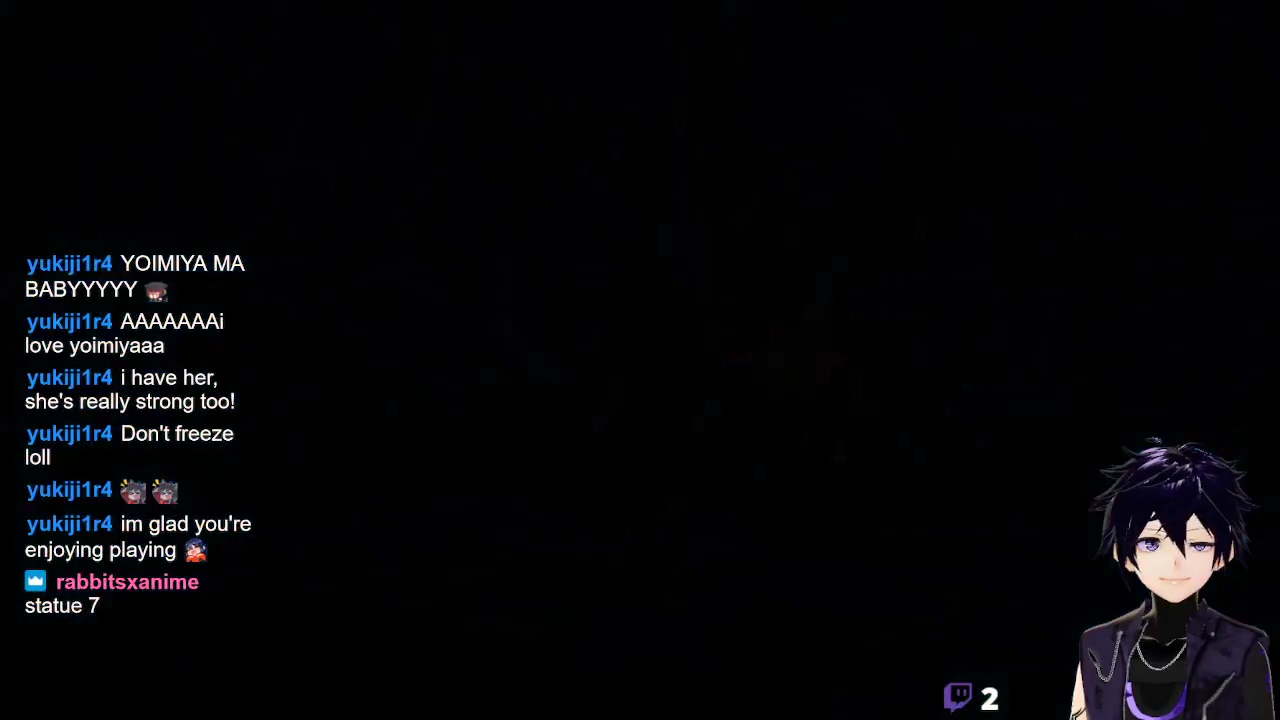 yukiji1r4 YOIMIYA MA
BABYYYYY
yukiji1r4 AAAAAAAi
love yoimiyaaa
yukiji1r4 i have her,
she's really strong too!
yukiji1r4 Don't freeze
loll
yukiji1r4
yukiji1r4 im glad you're
enjoying playing
rabbitsxanime
statue 7
2